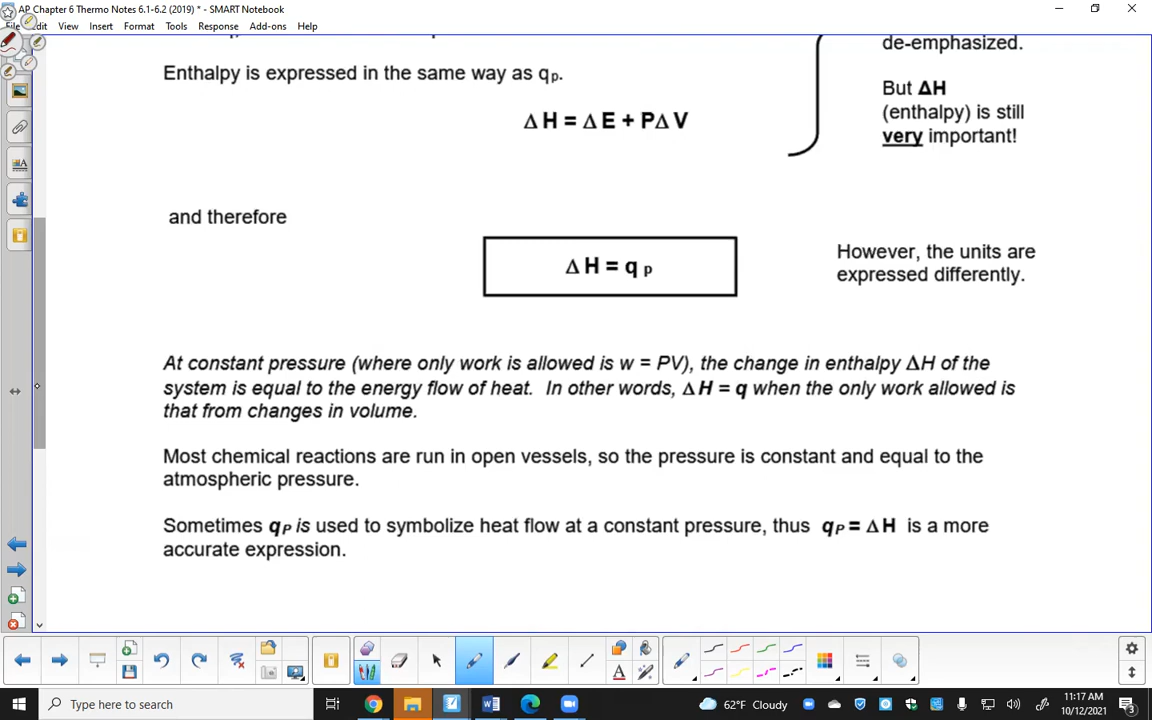 AP Chapter 6 Thermo Notes 6.1-6.2 (2019) * - SMART Notebook
File Edit View Insert Format Tools Response Add-ons Help
de-emphasized.
Enthalpy is expressed in the same way as qp.
But ΔH
(enthalpy) is still
very important!
Δ H = Δ E + PΔ V
and therefore
Δ H = q p
However, the units are
expressed differently.
At constant pressure (where only work is allowed is w = PV), the change in enthalpy ΔH of the
system is equal to the energy flow of heat. In other words, Δ H = q when the only work allowed is
that from changes in volume.
Most chemical reactions are run in open vessels, so the pressure is constant and equal to the
atmospheric pressure.
Sometimes qP is used to symbolize heat flow at a constant pressure, thus qP = Δ H is a more
accurate expression.
Type here to search
62°F Cloudy
11:17 AM
10/12/2021
3